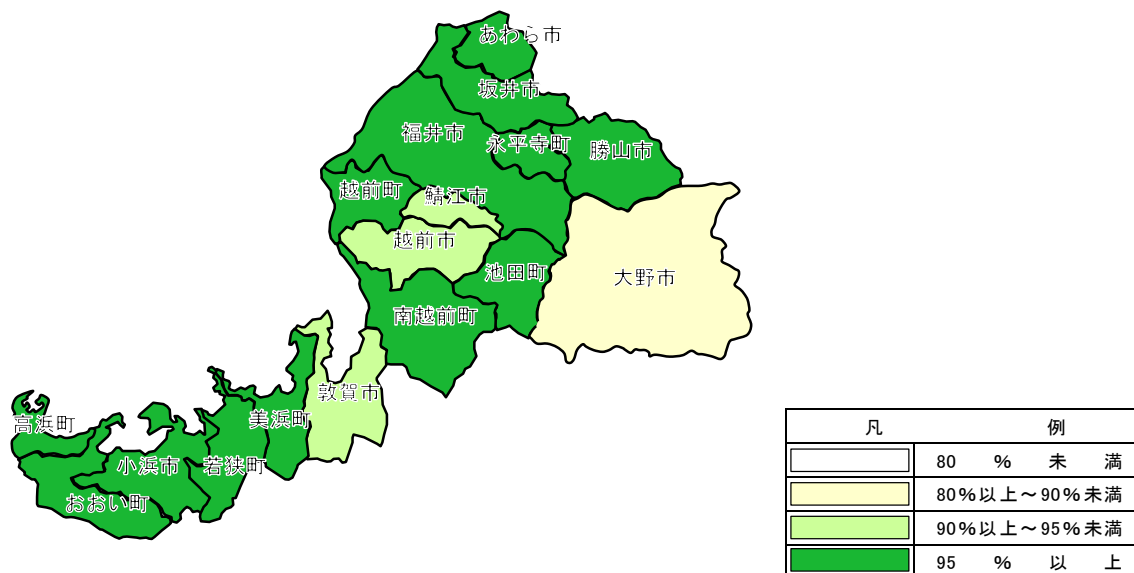 あわら市
坂井市
福井市
永平寺町
勝山市
越前町
鯖江市
越前市
池田町
大野市
南越前町
敦賀市
美浜町
高浜町
小浜市
若狭町
おおい町
凡 例
80 % 未 満
80%以上～90%未満
90%以上～95%未満
95 % 以 上